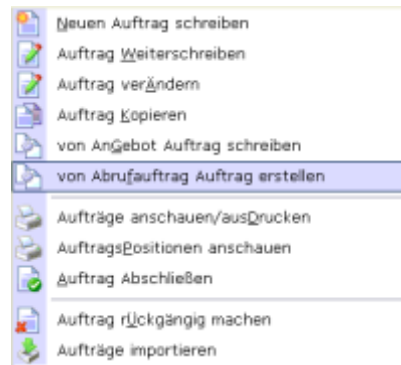 Neuen Auftrag schreiben
Auftrag Weiterschreiben
Auftrag verÄndern
Auftrag Kopieren
von AnGebot Auftrag schreiben
von Abrufauftrag Auftrag erstellen
Aufträge anschauen/ausDrucken
AuftragsPositionen anschauen
Auftrag Abschließen
Auftrag rÜckgängig machen
Aufträge importieren